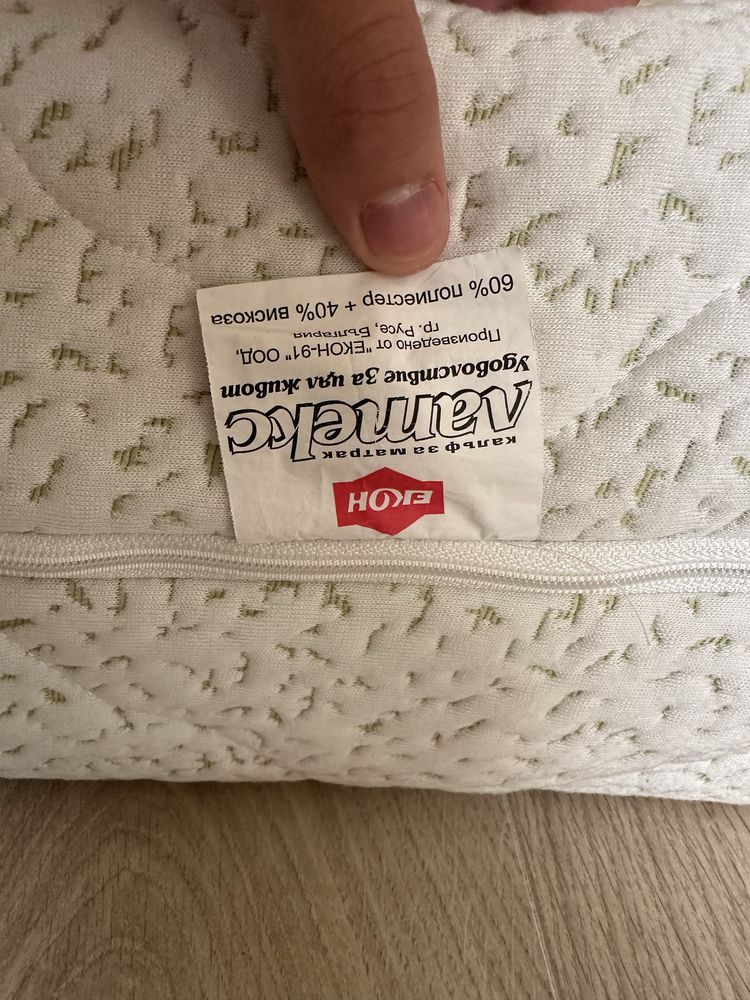 ЕКОН
калъф за матрак
латекс
Удоволствие за цял живот
Произведено от "ЕКОН-91" ООД,
гр. Русе, България
60% полиестер + 40% вискоза